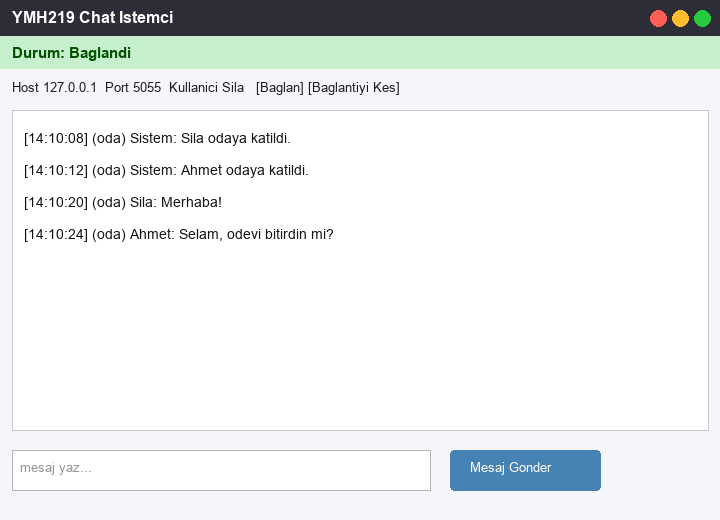 YMH219 Chat Istemci
Durum: Baglandi
Host 127.0.0.1 Port 5055 Kullanici Sila [Baglan] [Baglantiyi Kes]
[14:10:08] (oda) Sistem: Sila odaya katildi.
[14:10:12] (oda) Sistem: Ahmet odaya katildi.
[14:10:20] (oda) Sila: Merhaba!
[14:10:24] (oda) Ahmet: Selam, odevi bitirdin mi?
mesaj yaz... Mesaj Gonder